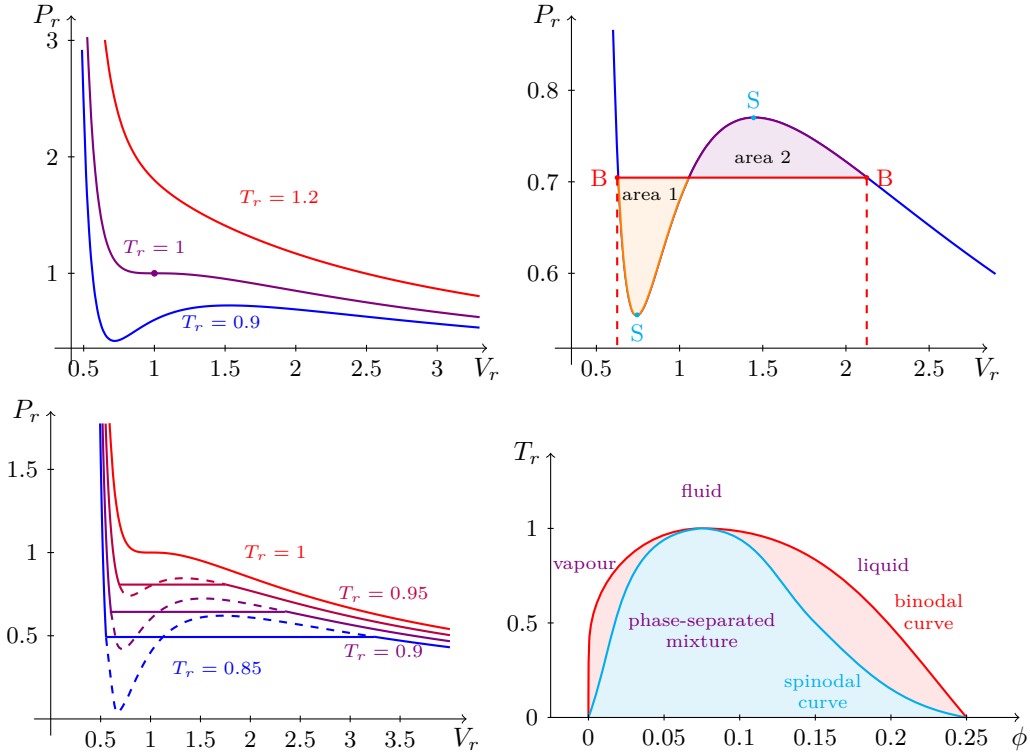 P_r
3
2
1
T_r = 1.2
T_r = 1
T_r = 0.9
0.5
1
1.5
2
2.5
3
V_r
P_r
0.8
0.7
0.6
S
area 2
B
B
area 1
S
0.5
1
1.5
2
2.5
V_r
P_r
1.5
1
0.5
T_r = 1
T_r = 0.95
T_r = 0.9
T_r = 0.85
0.5
1
1.5
2
2.5
3
3.5
V_r
T_r
fluid
1
vapour
liquid
binodal
curve
0.5
phase-separated
mixture
spinodal
curve
0
0
0.05
0.1
0.15
0.2
0.25
ϕ